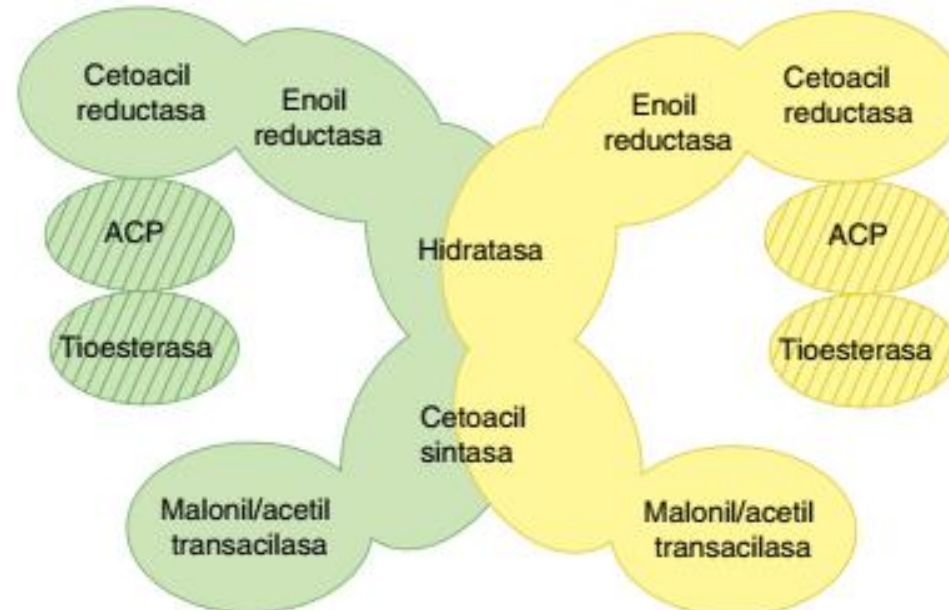 Cetoacil
reductasa
Enoil
reductasa
Enoil
reductasa
Cetoacil
reductasa
ACP
ACP
Hidratasa
Tioesterasa
Tioesterasa
Cetoacil
sintasa
Malonil/acetil
transacilasa
Malonil/acetil
transacilasa